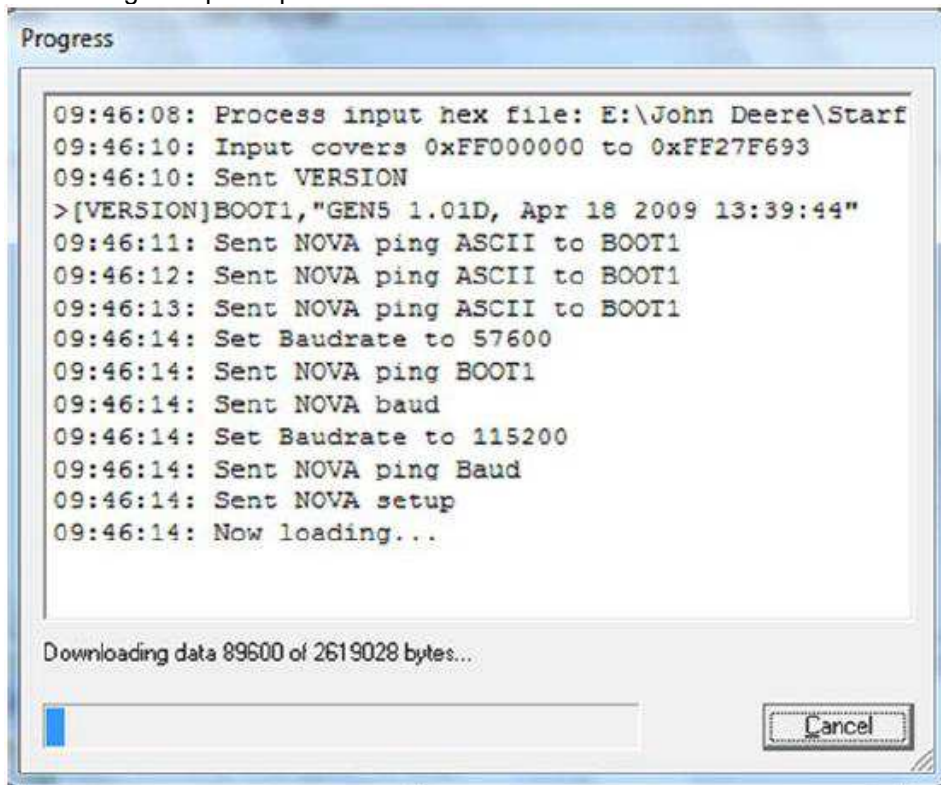 Progress
09:46:08: Process input hex file: E:\John Deere\Starf
09:46:10: Input covers 0xFF000000 to 0xFF27F693
09:46:10: Sent VERSION
>[VERSION]BOOT1,"GEN5 1.01D, Apr 18 2009 13:39:44"
09:46:11: Sent NOVA ping ASCII to BOOT1
09:46:12: Sent NOVA ping ASCII to BOOT1
09:46:13: Sent NOVA ping ASCII to BOOT1
09:46:14: Set Baudrate to 57600
09:46:14: Sent NOVA ping BOOT1
09:46:14: Sent NOVA baud
09:46:14: Set Baudrate to 115200
09:46:14: Sent NOVA ping Baud
09:46:14: Sent NOVA setup
09:46:14: Now loading...
Downloading data 89600 of 2619028 bytes...
Cancel